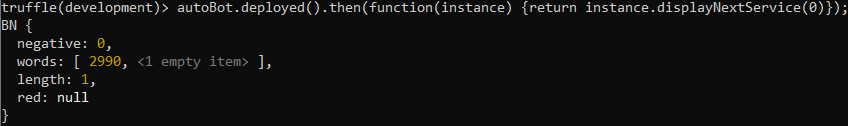 truffle(development)> autoBot.deployed().then(function(instance) {return instance.displayNextService(0)});
BN {
  negative: 0,
  words: [ 2990, <1 empty item> ],
  length: 1,
  red: null
}